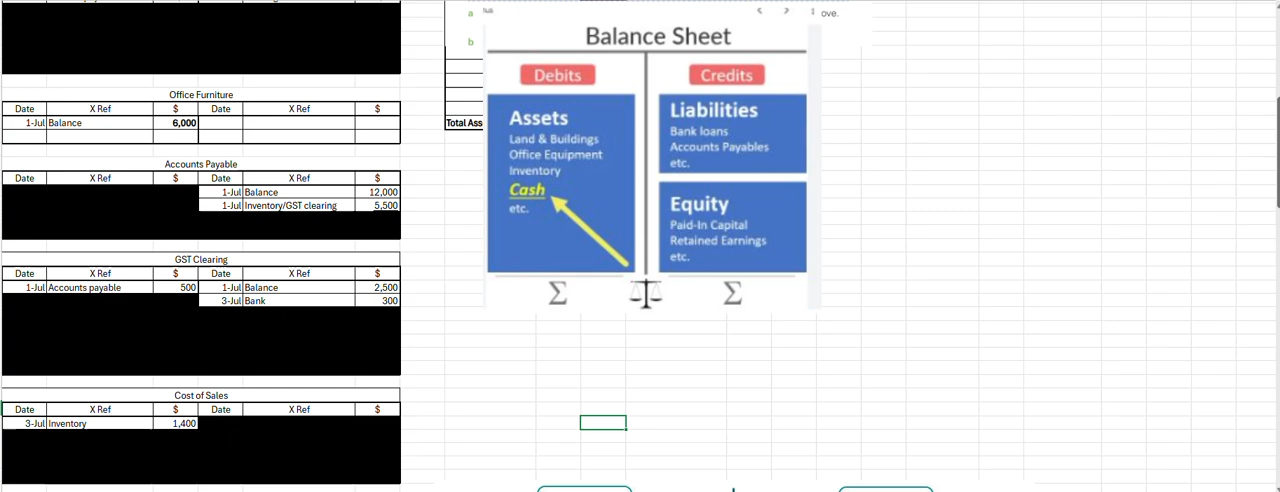 Office Furniture
Date X Ref $ Date X Ref $
1-Jul Balance 6,000
Accounts Payable
Date X Ref $ Date X Ref $
1-Jul Balance 12,000
1-Jul Inventory/GST clearing 5,500
GST Clearing
Date X Ref $ Date X Ref $
1-Jul Accounts payable 500 1-Jul Balance 2,500
3-Jul Bank 300
Cost of Sales
Date X Ref $ Date X Ref $
3-Jul Inventory 1,400
a
ove.
b
Total Ass
Balance Sheet
Debits
Assets
Land & Buildings
Office Equipment
Inventory
Cash
etc.
Σ
Credits
Liabilities
Bank loans
Accounts Payables
etc.
Equity
Paid-In Capital
Retained Earnings
etc.
Σ